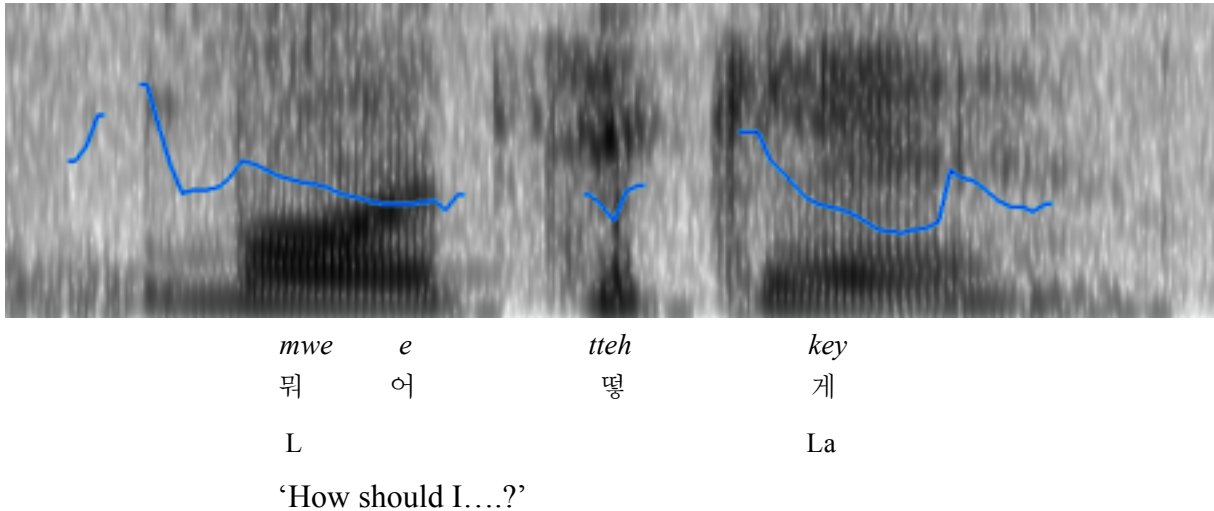 mwe e tteh key
뭐 어 떻 게
L La
‘How should I….?’